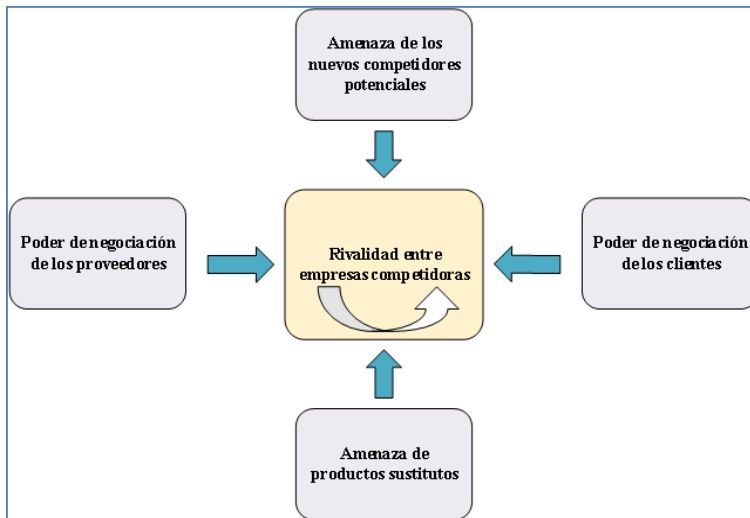 Amenaza de los
nuevos competidores
potenciales
Poder de negociación
de los proveedores
Rivalidad entre
empresas competidoras
Poder de negociación
de los clientes
Amenaza de
productos sustitutos